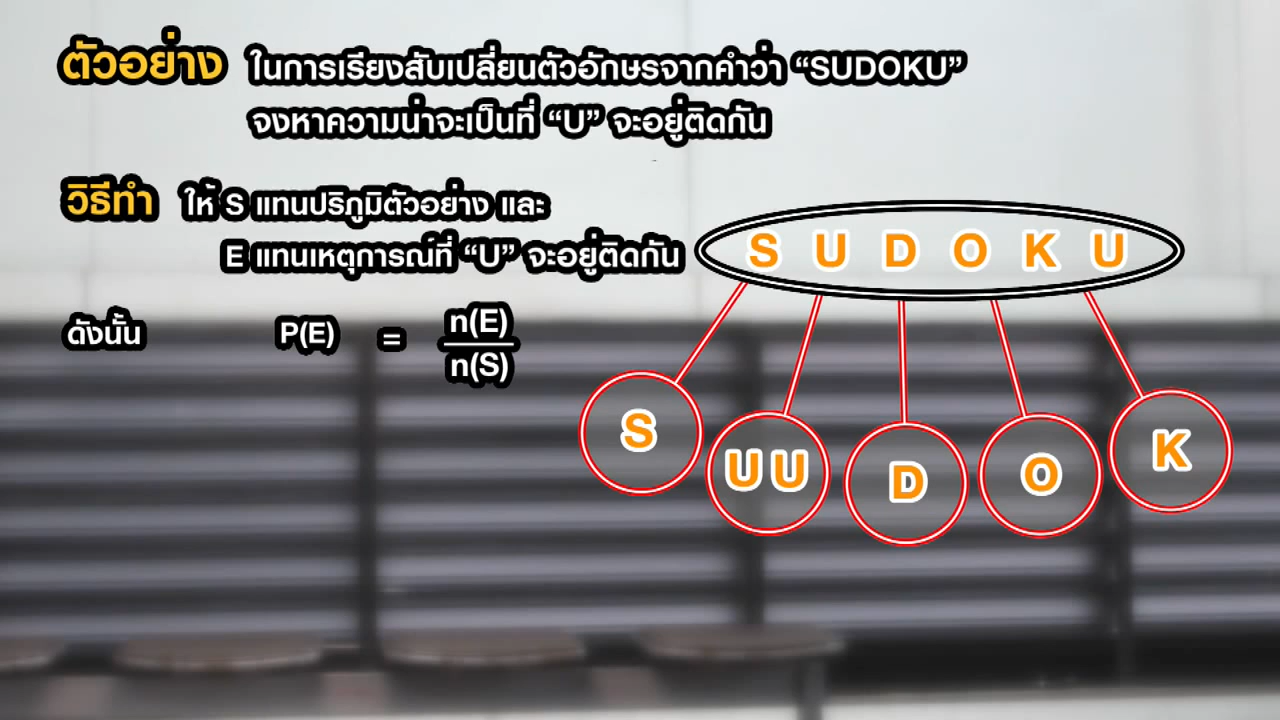 ตัวอย่าง ในการเรียงสับเปลี่ยนตัวอักษรจากคำว่า “SUDOKU”
จงหาความน่าจะเป็นที่ “U” จะอยู่ติดกัน
วิธีทำ ให้ S แทนปริภูมิตัวอย่าง และ
E แทนเหตุการณ์ที่ “U” จะอยู่ติดกัน
S U D O K U
ดังนั้น P(E) = n(E)
n(S)
S
U U
D
O
K